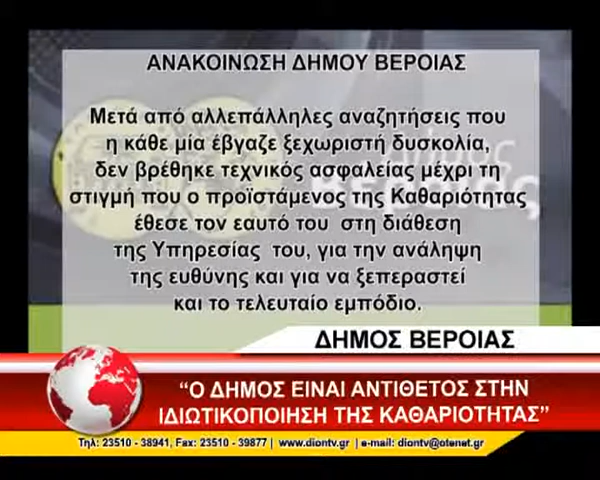 ΑΝΑΚΟΙΝΩΣΗ ΔΗΜΟΥ ΒΕΡΟΙΑΣ
Μετά από αλλεπάλληλες αναζητήσεις που
η κάθε μία έβγαζε ξεχωριστή δυσκολία,
δεν βρέθηκε τεχνικός ασφαλείας μέχρι τη
στιγμή που ο προϊστάμενος της Καθαριότητας
έθεσε τον εαυτό του στη διάθεση
της Υπηρεσίας του, για την ανάληψη
της ευθύνης και για να ξεπεραστεί
και το τελευταίο εμπόδιο.
δήμος
Βέροιας
ΔΗΜΟΣ ΒΕΡΟΙΑΣ
“Ο ΔΗΜΟΣ ΕΙΝΑΙ ΑΝΤΙΘΕΤΟΣ ΣΤΗΝ
ΙΔΙΩΤΙΚΟΠΟΙΗΣΗ ΤΗΣ ΚΑΘΑΡΙΟΤΗΤΑΣ”
Τηλ: 23510 - 38941, Fax: 23510 - 39877 | www.diontv.gr | e-mail: diontv@otenet.gr